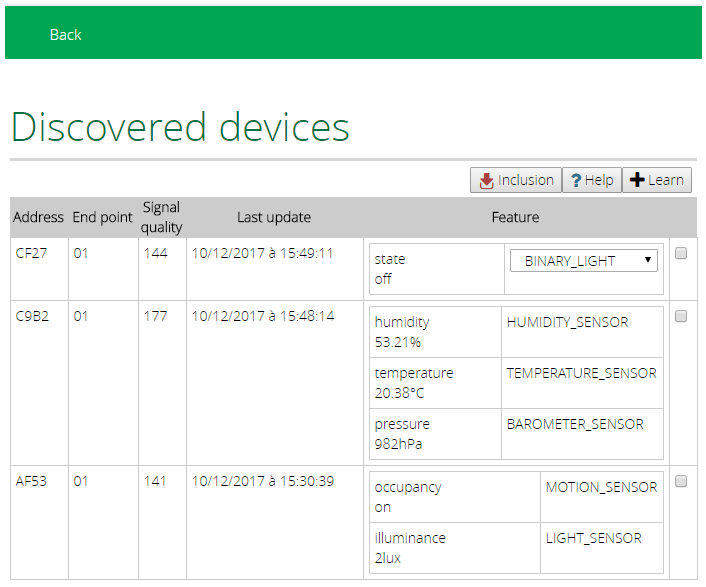 Back
Discovered devices
Inclusion ? Help + Learn
Address End point Signal quality Last update Feature
CF27 01 144 10/12/2017 à 15:49:11 state BINARY_LIGHT
off
C9B2 01 177 10/12/2017 à 15:48:14 humidity HUMIDITY_SENSOR
53.21%
temperature TEMPERATURE_SENSOR
20.38°C
pressure BAROMETER_SENSOR
982hPa
AF53 01 141 10/12/2017 à 15:30:39 occupancy MOTION_SENSOR
on
illuminance LIGHT_SENSOR
2lux